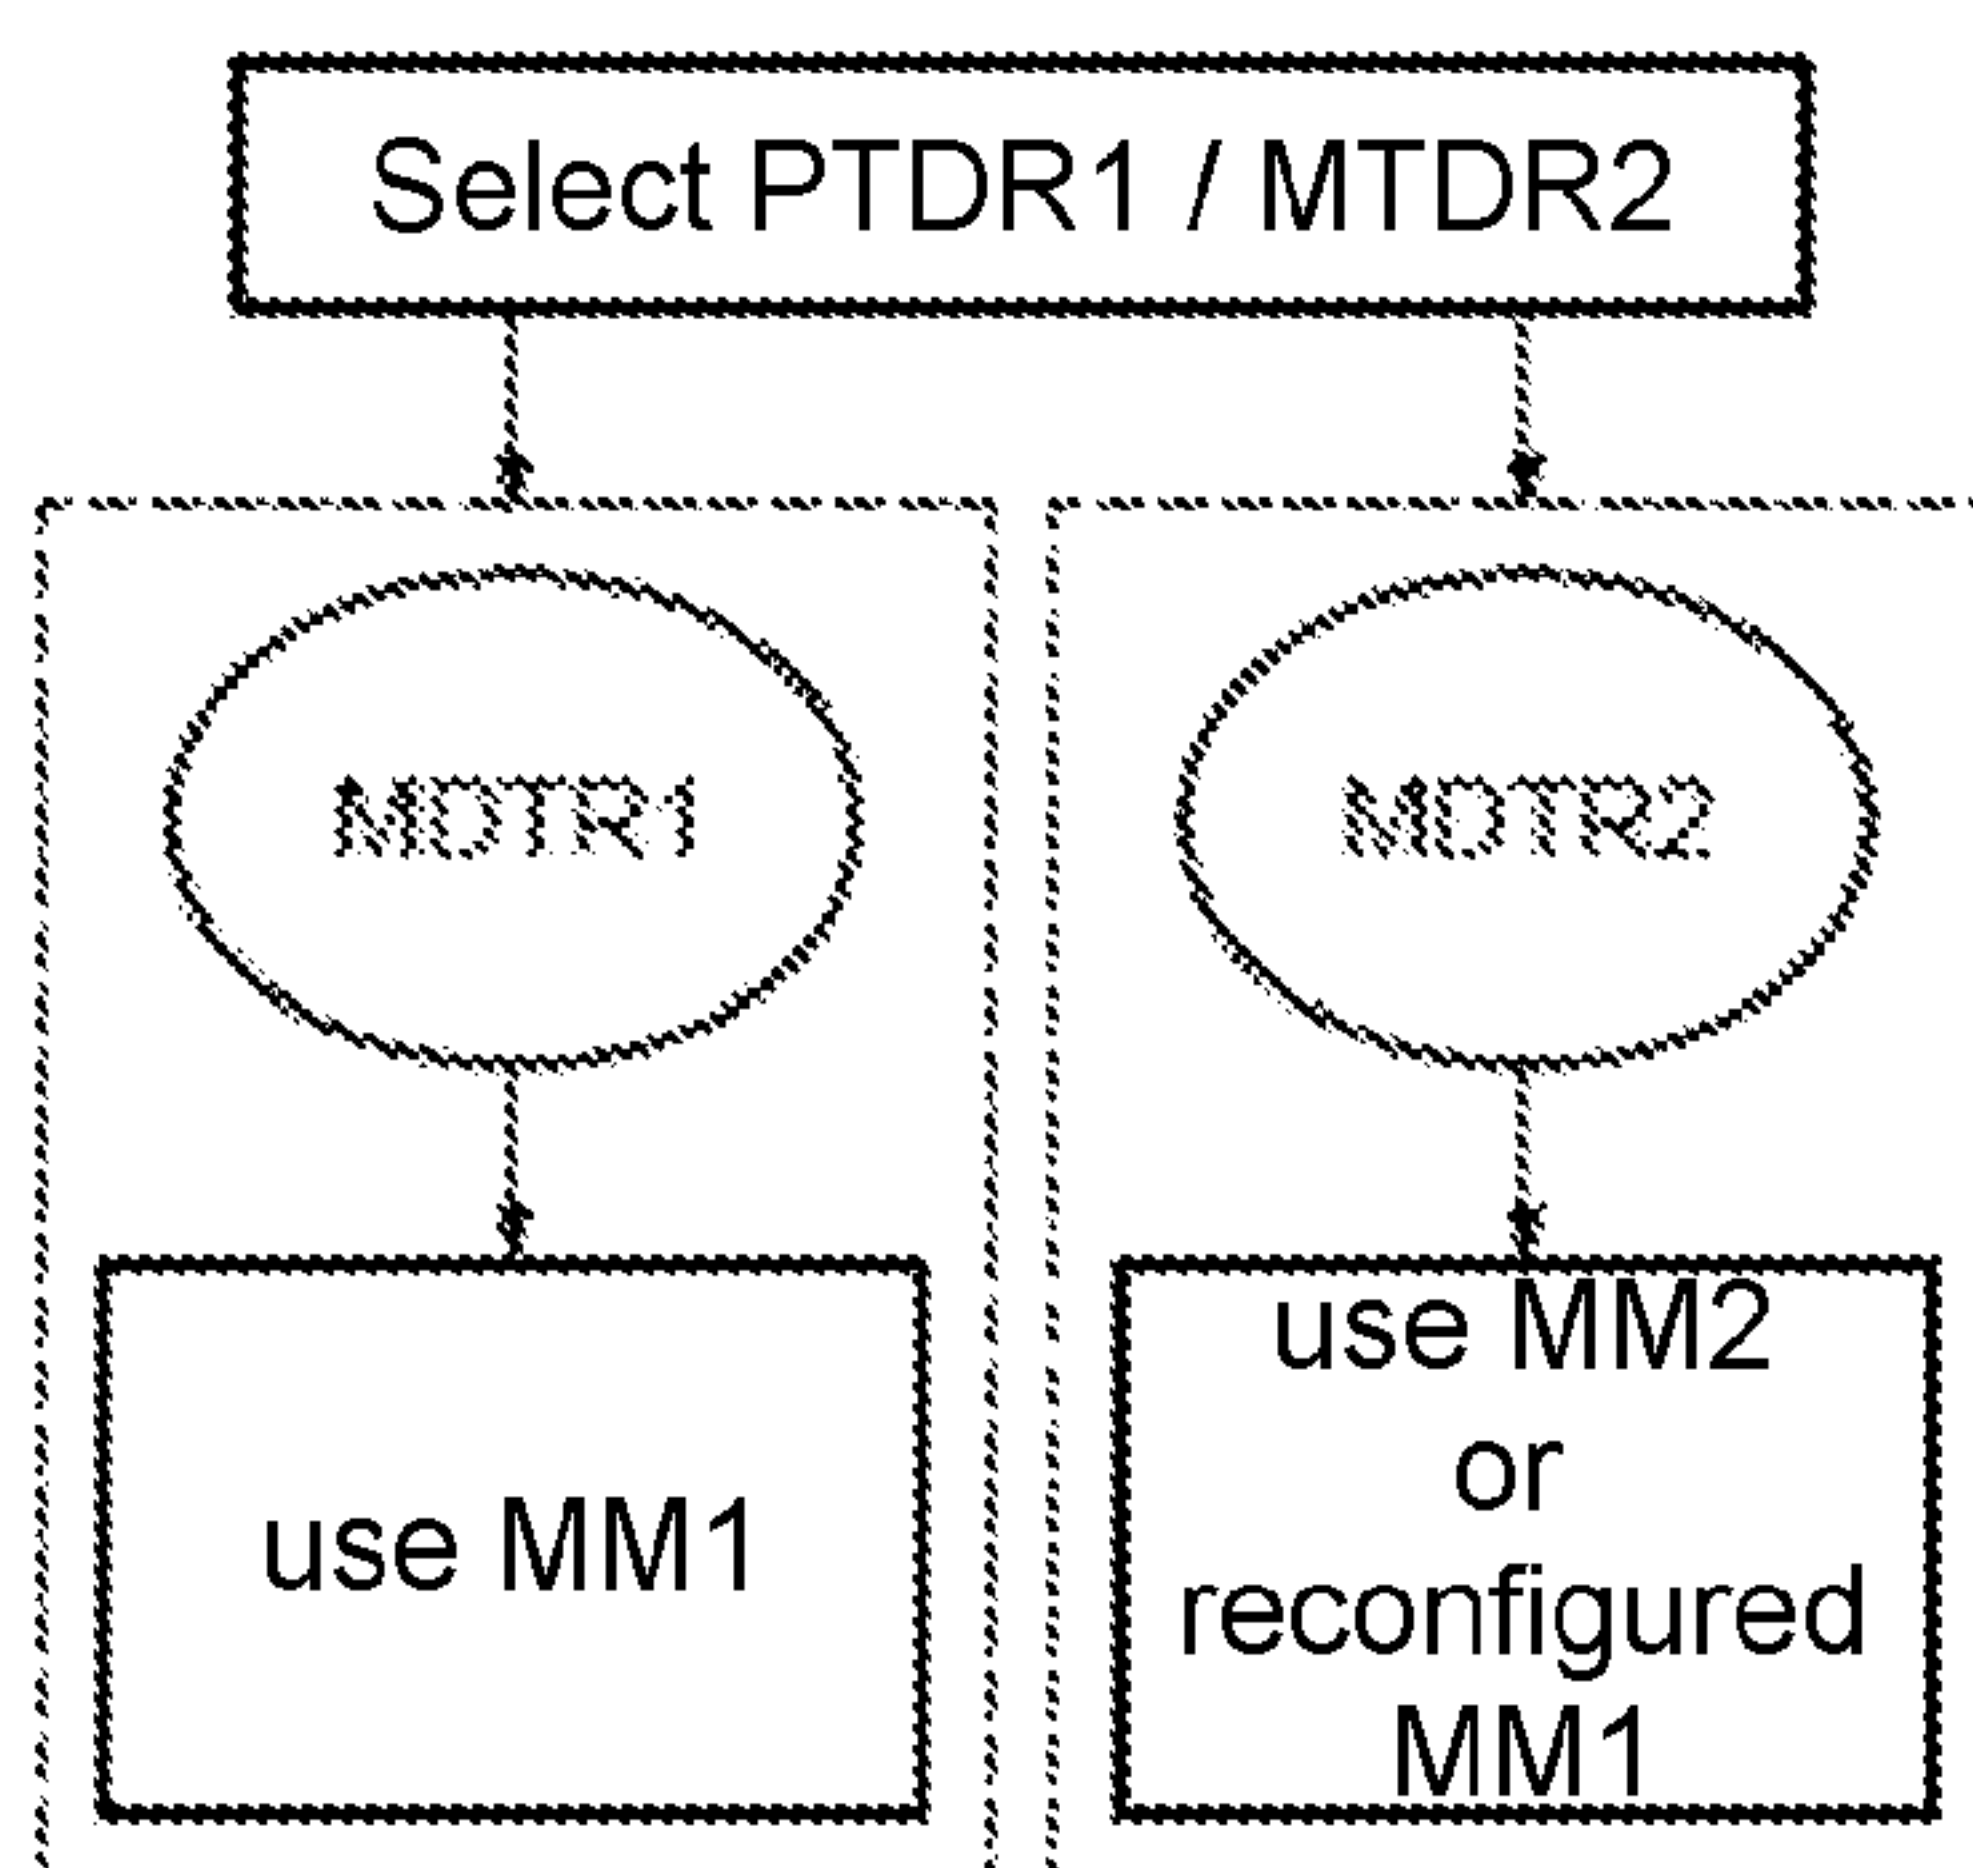 Select PTDR1 / MTDR2
MDTR1
MDTR2
use MM1
use MM2
or
reconfigured
MM1